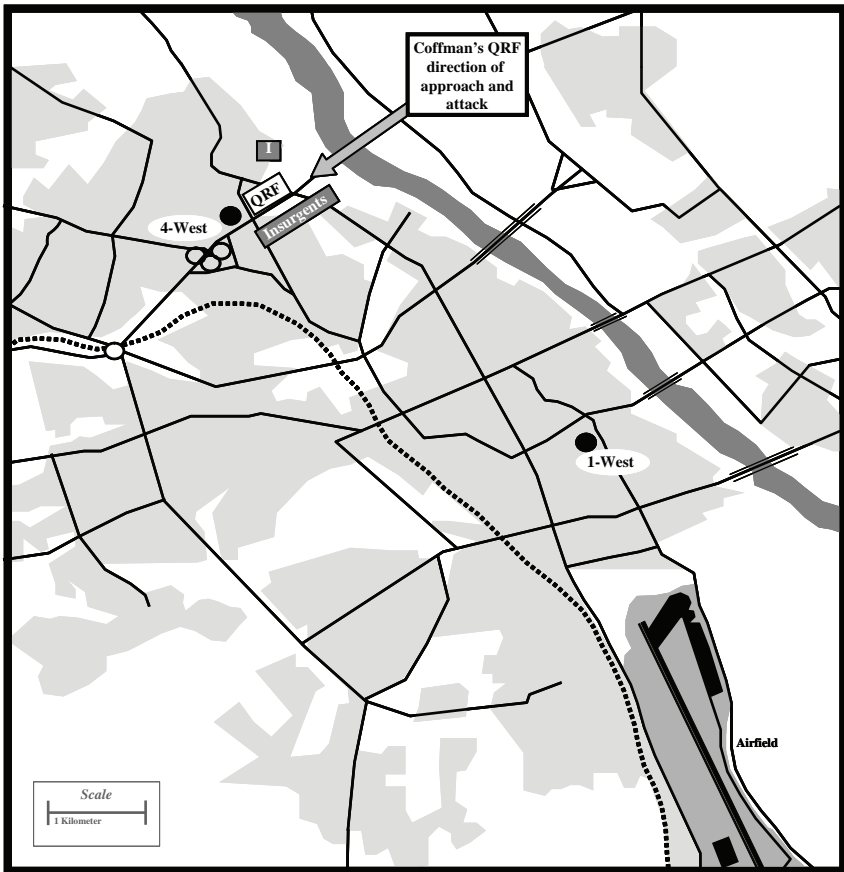 Coffman's QRF
direction of
approach and
attack
I
QRF
Insurgents
4-West
1-West
Airfield
Scale
1 Kilometer